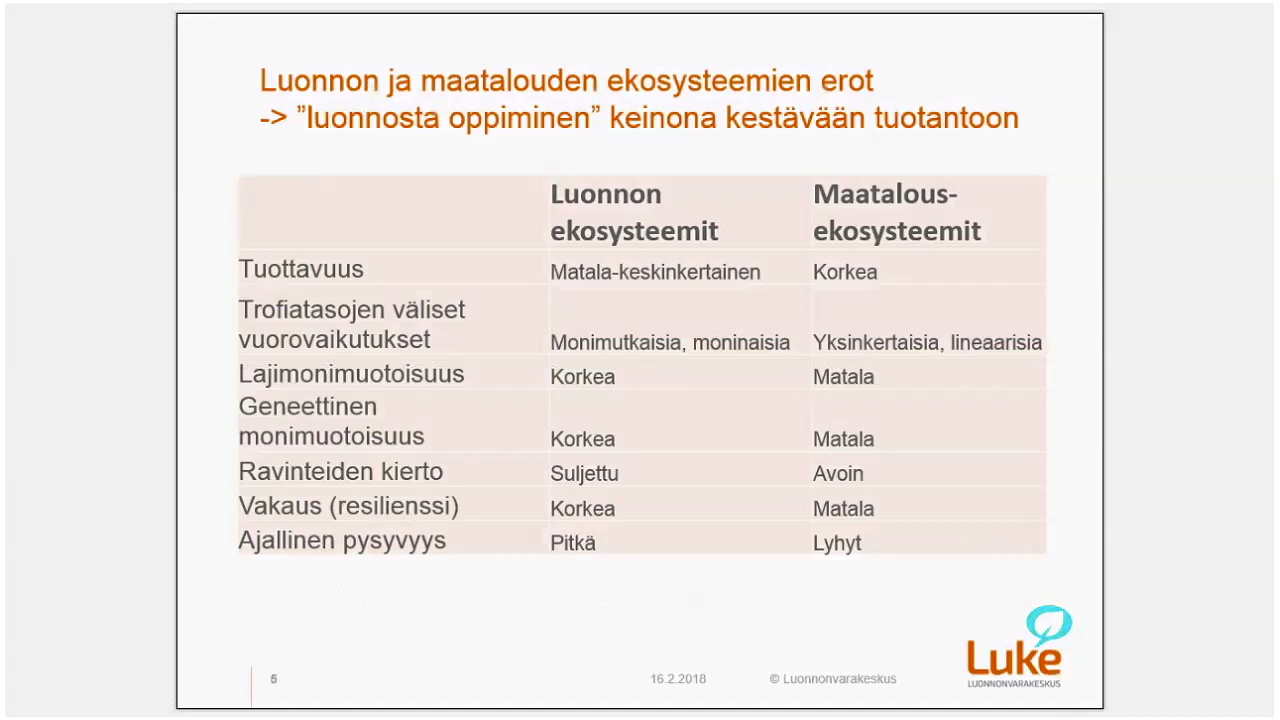 Luonnon ja maatalouden ekosysteemien erot
-> ”luonnosta oppiminen” keinona kestävään tuotantoon
Luonnon ekosysteemit
Maatalous-ekosysteemit
Tuottavuus Matala-keskinkertainen Korkea
Trofiatasojen väliset
vuorovaikutukset Monimutkaisia, moninaisia Yksinkertaisia, lineaarisia
Lajimonimuotoisuus Korkea Matala
Geneettinen
monimuotoisuus Korkea Matala
Ravinteiden kierto Suljettu Avoin
Vakaus (resilienssi) Korkea Matala
Ajallinen pysyvyys Pitkä Lyhyt
Luke
LUONNONVARAKESKUS
5 16.2.2018 © Luonnonvarakeskus